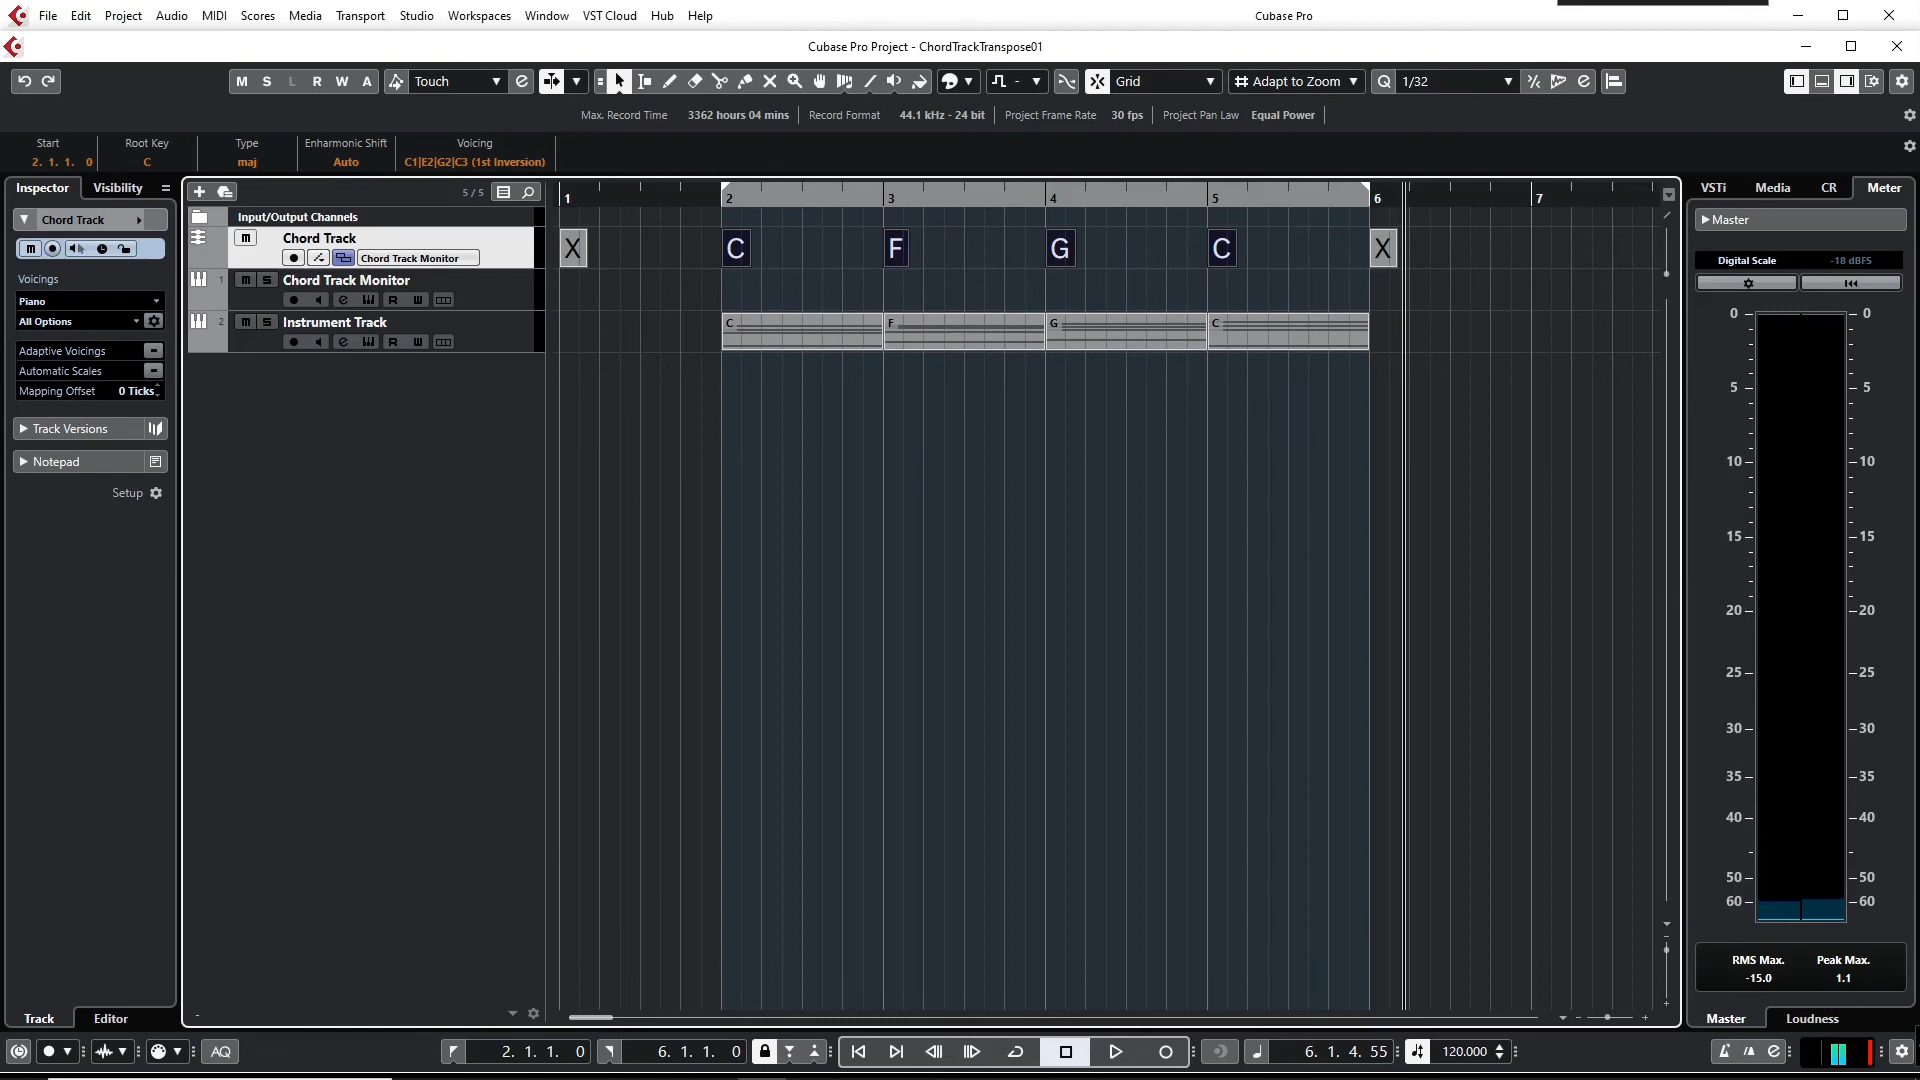 File Edit Project Audio MIDI Scores Media Transport Studio Workspaces Window VST Cloud Hub Help Cubase Pro
Cubase Pro Project - ChordTrackTranspose01
M S L R W A Touch Grid Adapt to Zoom Q 1/32
Max. Record Time 3362 hours 04 mins Record Format 44.1 kHz - 24 bit Project Frame Rate 30 fps Project Pan Law Equal Power
Start Root Key Type Enharmonic Shift Voicing
2. 1. 1. 0 C maj Auto C1|E2|G2|C3 (1st Inversion)
Inspector Visibility 5 / 5 1 2 3 4 5 6 7 VSTi Media CR Meter
Input/Output Channels
Chord Track Master
m Chord Track X C F G C X
Chord Track Monitor
Digital Scale -18 dBFS
Voicings
1 m S Chord Track Monitor
Piano R W
All Options
2 m S Instrument Track C F G C
R W
Adaptive Voicings
Automatic Scales
Mapping Offset 0 Ticks
Track Versions
Notepad
Setup
0 0
5 5
10 10
15 15
20 20
25 25
30 30
35 35
40 40
50 50
60 60
RMS Max. Peak Max.
-15.0 1.1
Track Editor Master Loudness
AQ 2. 1. 1. 0 6. 1. 1. 0 6. 1. 4. 55 120.000